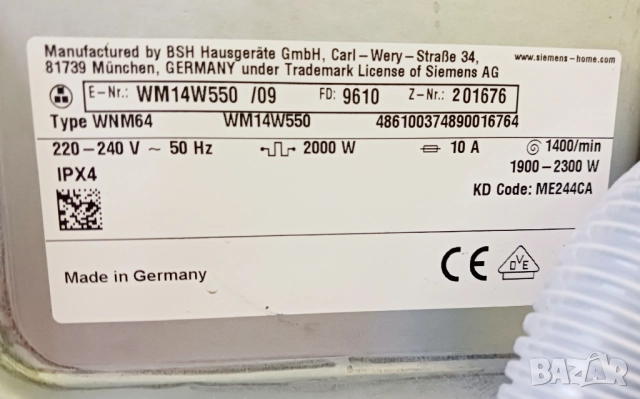 Manufactured by BSH Hausgeräte GmbH, Carl-Wery-Straße 34,
81739 München, GERMANY under Trademark License of Siemens AG
www.siemens-home.com
E-Nr.: WM14W550 /09 FD: 9610 Z-Nr.: 201676
Type WNM64 WM14W550 486100374890016764
220-240 V ~ 50 Hz 2000 W 10 A 1400/min
1900-2300 W
IPX4
KD Code: ME244CA
Made in Germany
CE
DVE
BAZAR